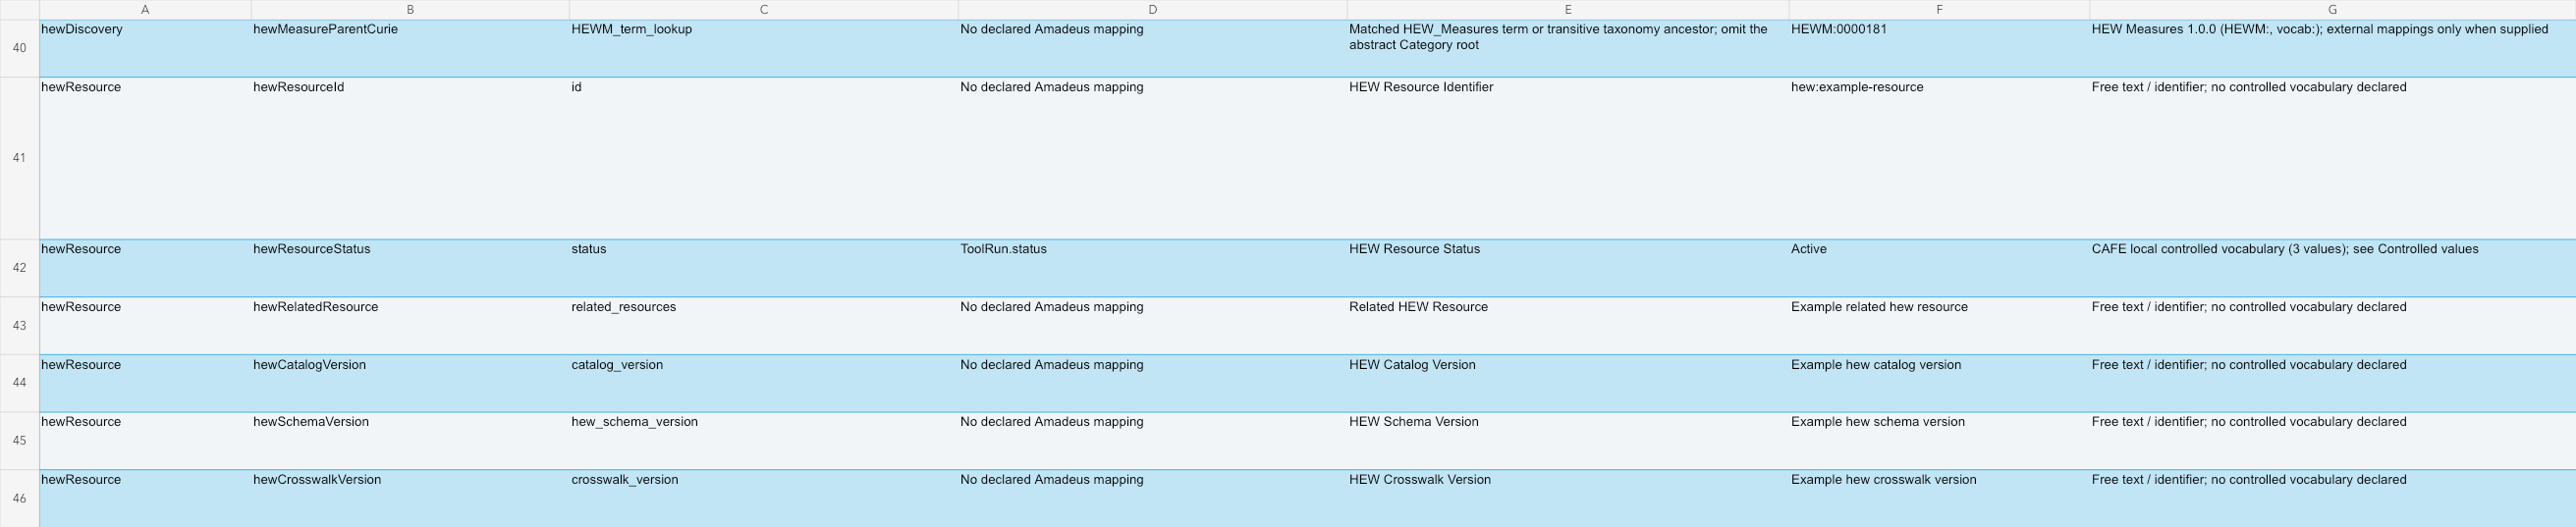 A B C D E F G
40 hewDiscovery hewMeasureParentCurie HEWM_term_lookup No declared Amadeus mapping Matched HEW_Measures term or transitive taxonomy ancestor; omit the HEWM:0000181 HEW Measures 1.0.0 (HEWM:, vocab:); external mappings only when supplied
abstract Category root
41 hewResource hewResourceId id No declared Amadeus mapping HEW Resource Identifier hew:example-resource Free text / identifier; no controlled vocabulary declared
42 hewResource hewResourceStatus status ToolRun.status HEW Resource Status Active CAFE local controlled vocabulary (3 values); see Controlled values
43 hewResource hewRelatedResource related_resources No declared Amadeus mapping Related HEW Resource Example related hew resource Free text / identifier; no controlled vocabulary declared
44 hewResource hewCatalogVersion catalog_version No declared Amadeus mapping HEW Catalog Version Example hew catalog version Free text / identifier; no controlled vocabulary declared
45 hewResource hewSchemaVersion hew_schema_version No declared Amadeus mapping HEW Schema Version Example hew schema version Free text / identifier; no controlled vocabulary declared
46 hewResource hewCrosswalkVersion crosswalk_version No declared Amadeus mapping HEW Crosswalk Version Example hew crosswalk version Free text / identifier; no controlled vocabulary declared